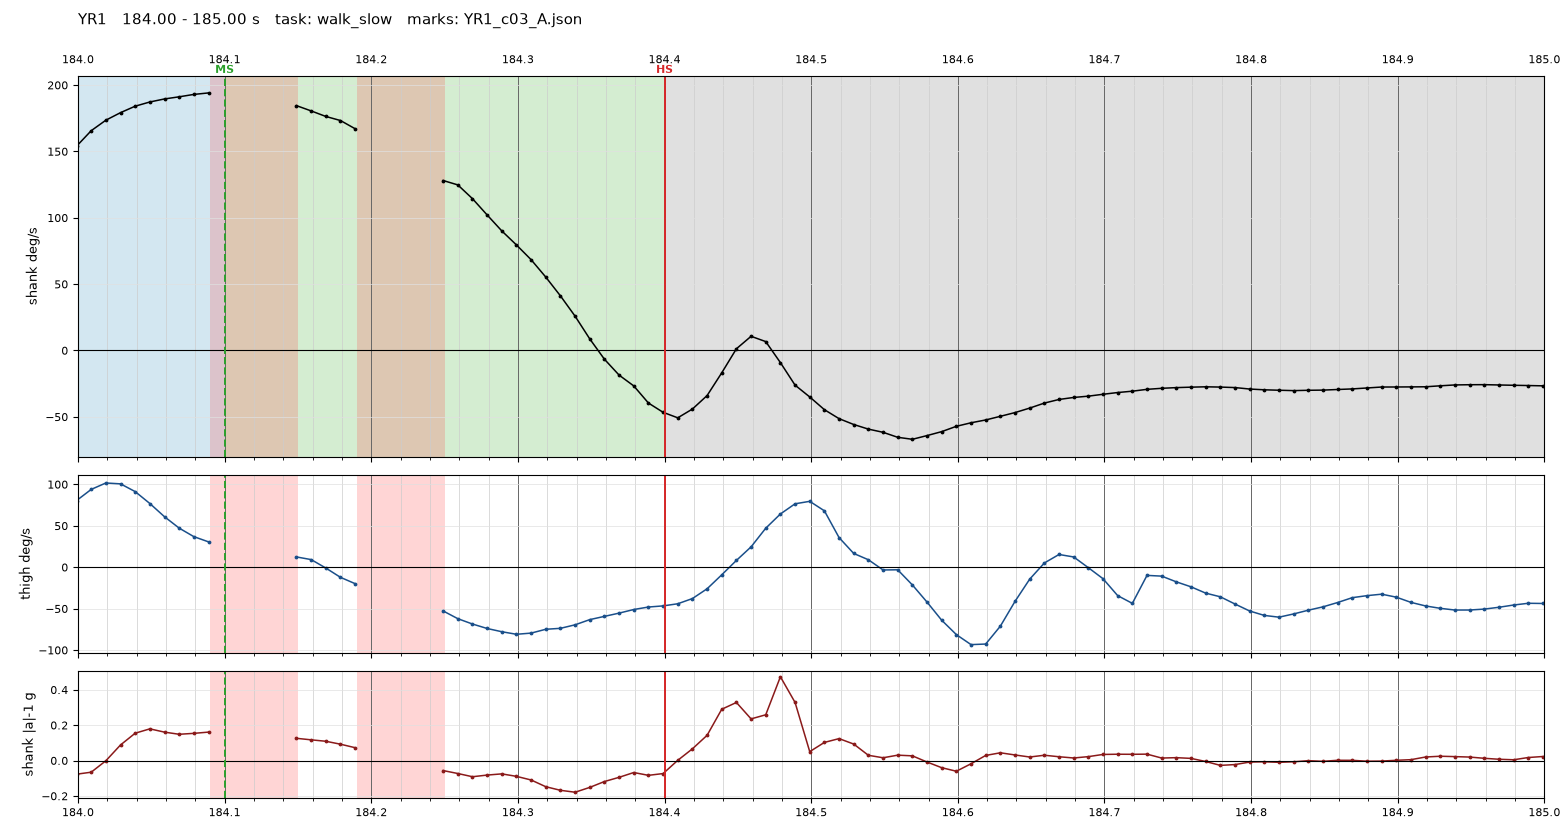 YR1   184.00 - 185.00 s   task: walk_slow   marks: YR1_c03_A.json
184.0 184.1 184.2 184.3 184.4 184.5 184.6 184.7 184.8 184.9 185.0
MS HS
200
150
100
50
0
−50
shank deg/s
100
50
0
−50
−100
thigh deg/s
0.4
0.2
0.0
−0.2
shank |a|-1 g
184.0 184.1 184.2 184.3 184.4 184.5 184.6 184.7 184.8 184.9 185.0